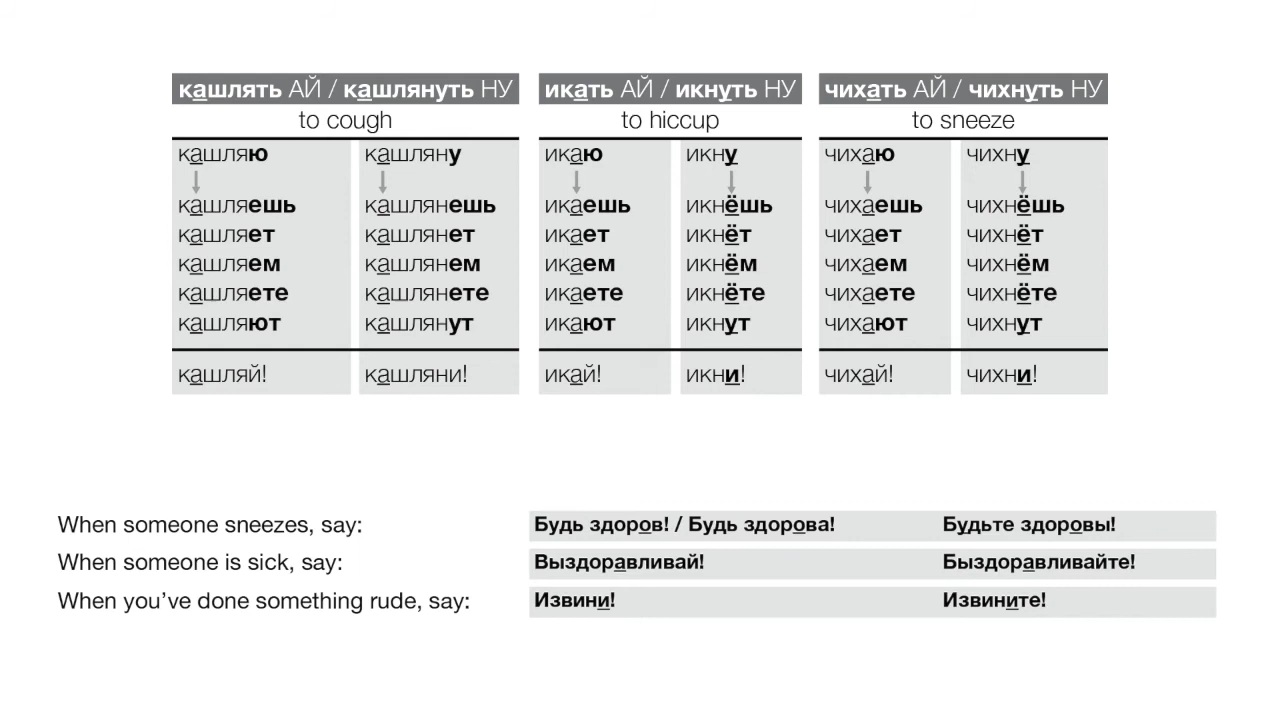 кашлять АЙ / кашлянуть НУ
to cough
кашляю кашляну
кашляешь кашлянешь
кашляет кашлянет
кашляем кашлянем
кашляете кашлянете
кашляют кашлянут
кашляй! кашляни!
икать АЙ / икнуть НУ
to hiccup
икаю икну
икаешь икнёшь
икает икнёт
икаем икнём
икаете икнёте
икают икнут
икай! икни!
чихать АЙ / чихнуть НУ
to sneeze
чихаю чихну
чихаешь чихнёшь
чихает чихнёт
чихаем чихнём
чихаете чихнёте
чихают чихнут
чихай! чихни!
When someone sneezes, say: Будь здоров! / Будь здорова! Будьте здоровы!
When someone is sick, say: Выздоравливай! Быздоравливайте!
When you've done something rude, say: Извини! Извините!